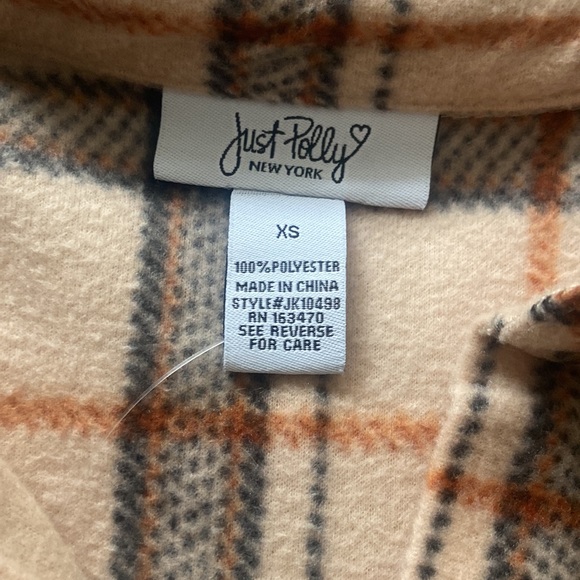 Just Polly
NEW YORK
XS
100%POLYESTER
MADE IN CHINA
STYLE#JK10498
RN 163470
SEE REVERSE
FOR CARE